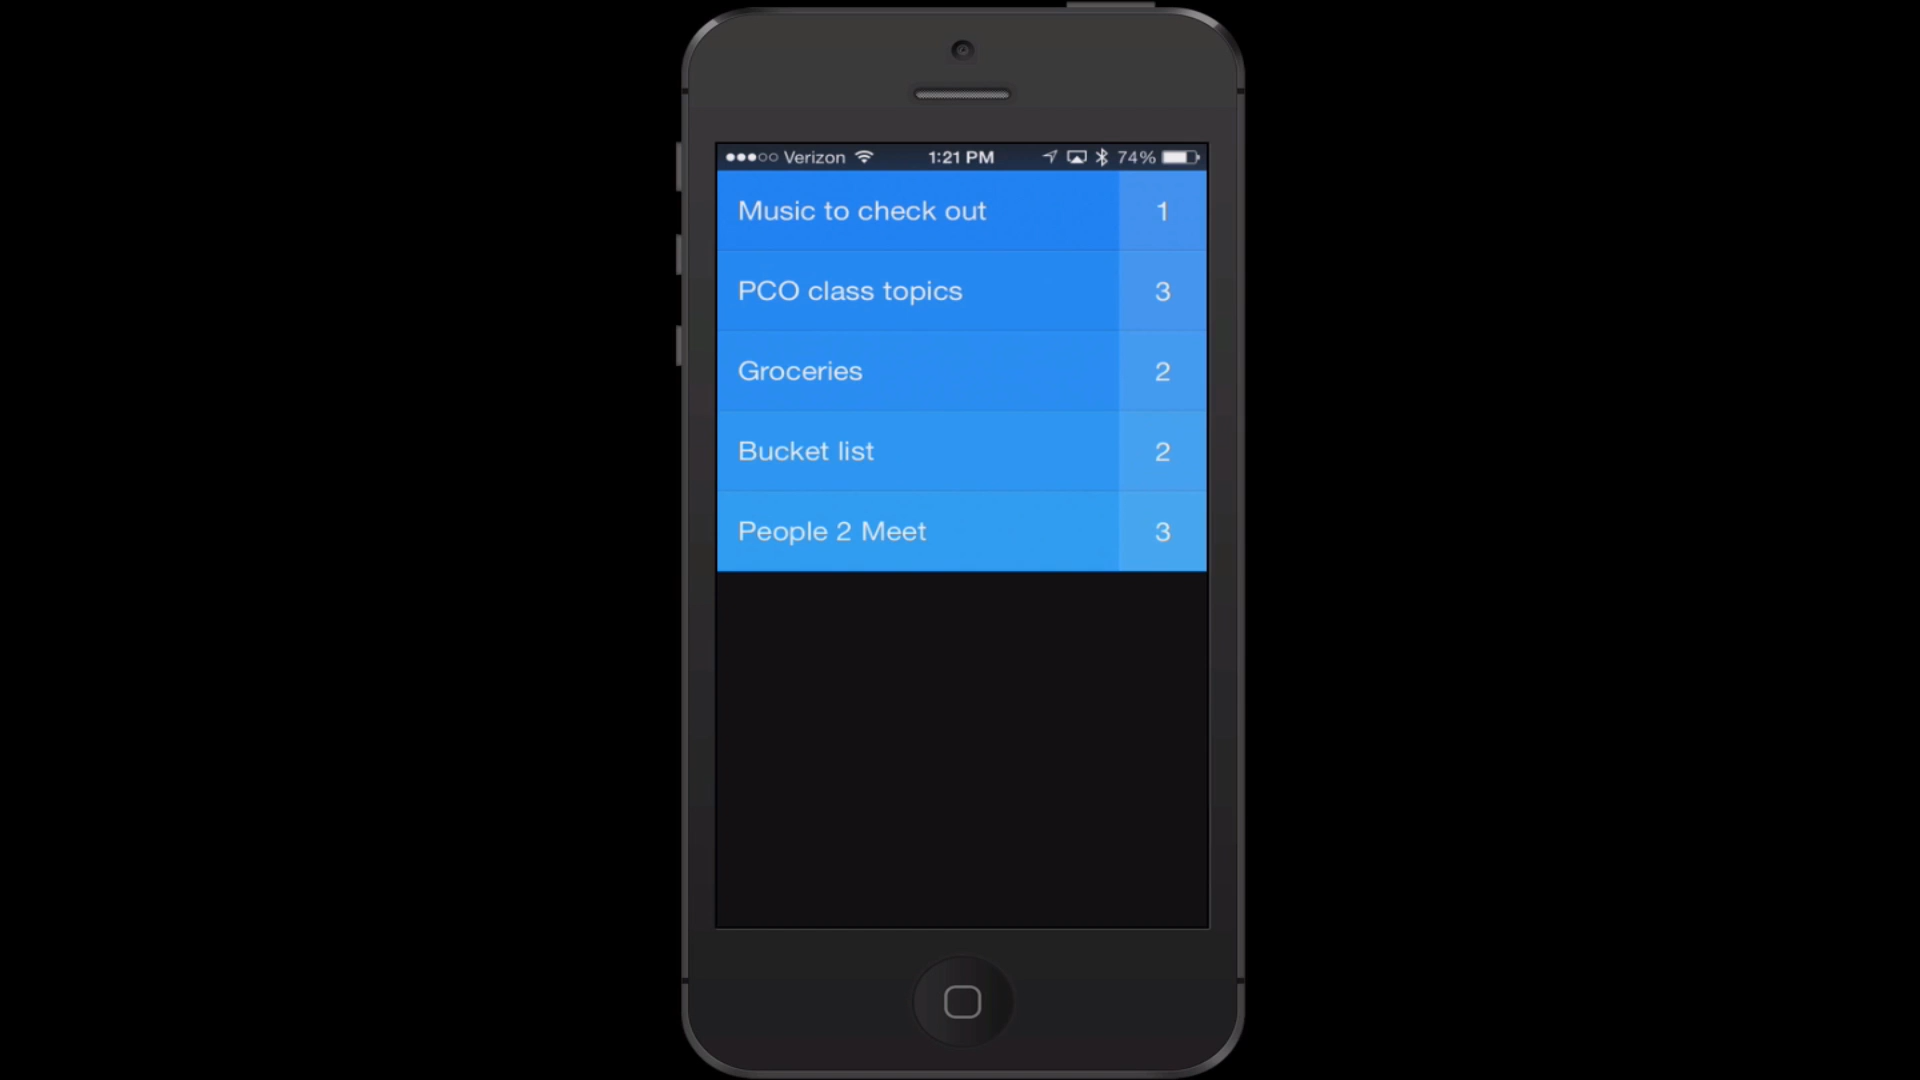 Verizon 1:21 PM 74%
Music to check out 1
PCO class topics 3
Groceries 2
Bucket list 2
People 2 Meet 3